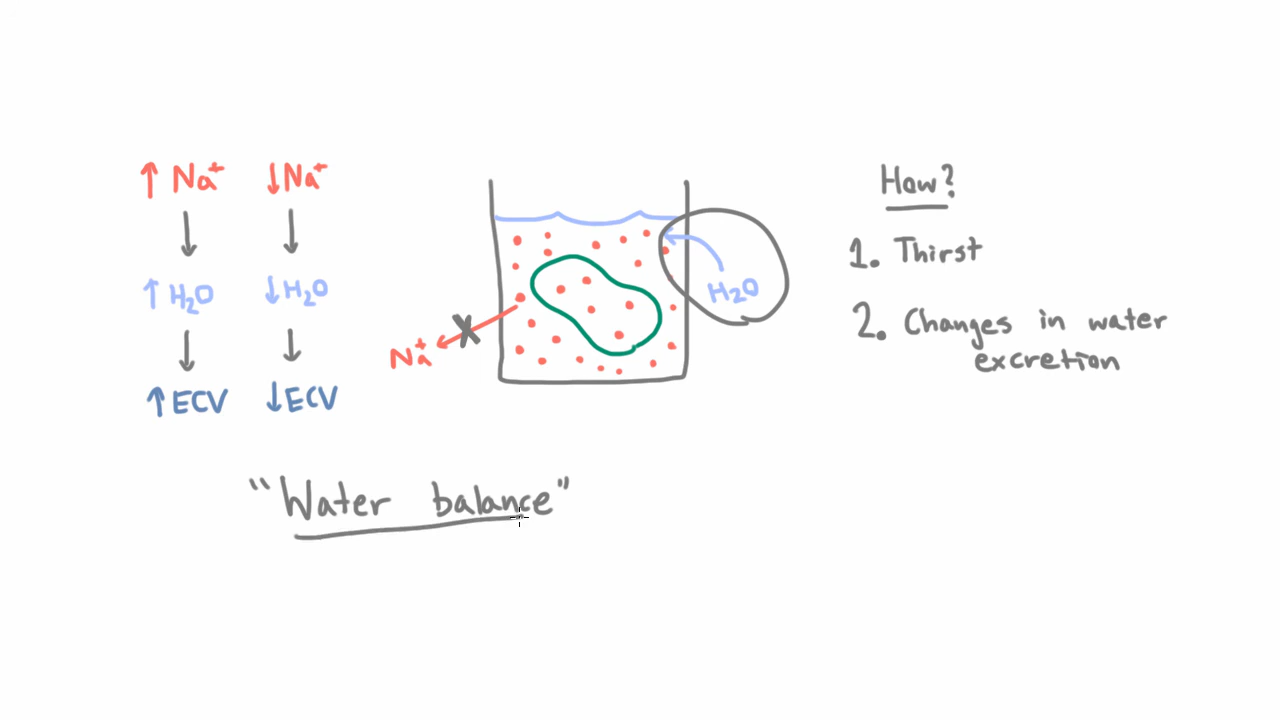 ↑ Na⁺ ↓Na⁺
↑ H₂O ↓H₂O
↑ECV ↓ECV
Na⁺
H₂O
How?
1. Thirst
2. Changes in water
excretion
"Water balance"